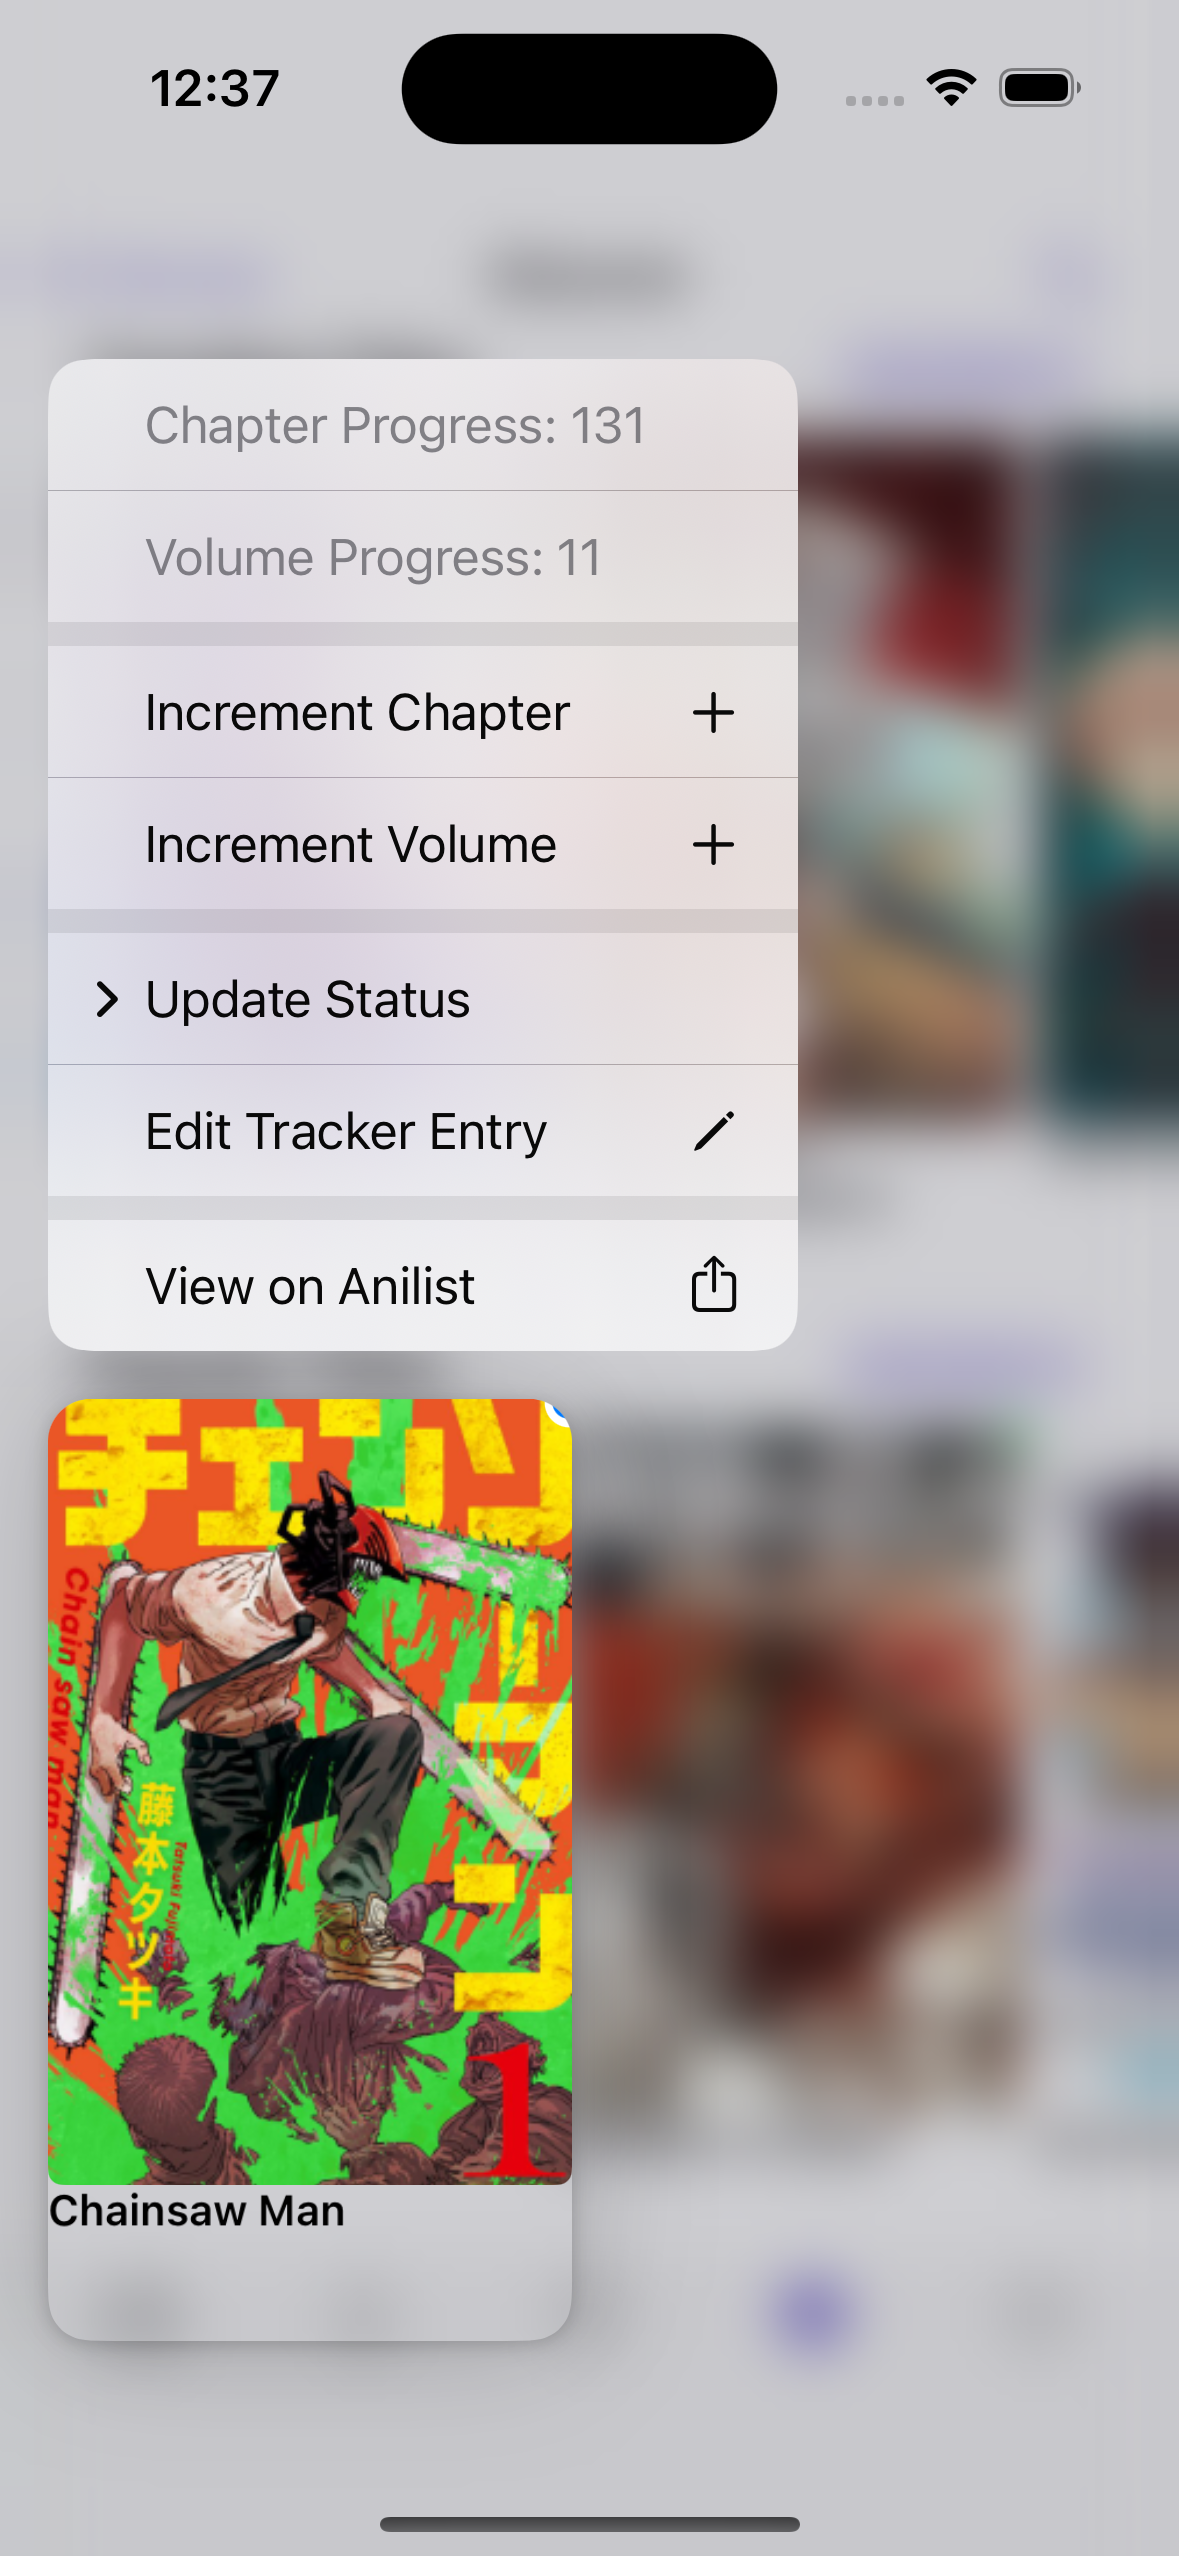 12:37
Chapter Progress: 131
Volume Progress: 11
Increment Chapter
Increment Volume
Update Status
Edit Tracker Entry
View on Anilist
チェンソ
ーマン
Chain saw man
藤本タツキ
Tatsuki Fujimoto
1
Chainsaw Man